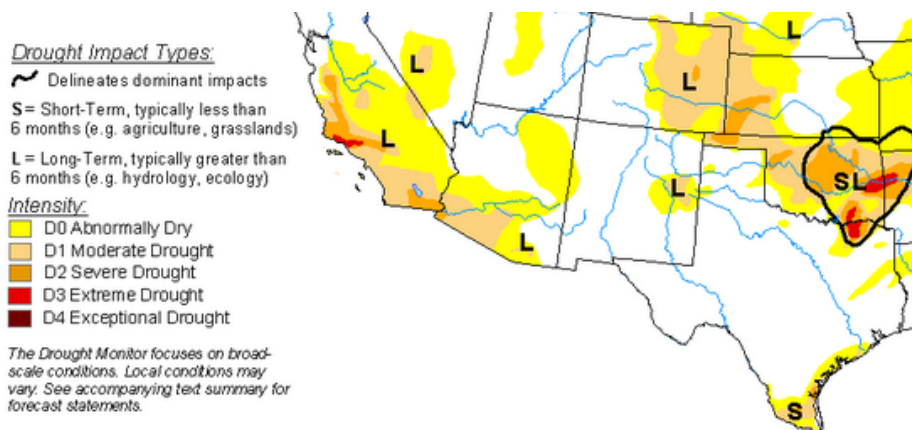 Drought Impact Types:
Delineates dominant impacts
S = Short-Term, typically less than
6 months (e.g. agriculture, grasslands)
L = Long-Term, typically greater than
6 months (e.g. hydrology, ecology)
Intensity:
D0 Abnormally Dry
D1 Moderate Drought
D2 Severe Drought
D3 Extreme Drought
D4 Exceptional Drought
The Drought Monitor focuses on broad-
scale conditions. Local conditions may
vary. See accompanying text summary for
forecast statements.
L
L
L
L
L
SL
L
L
S